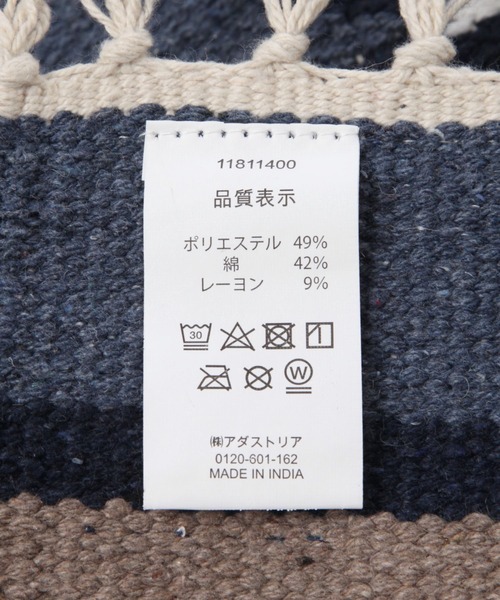 11811400
品質表示
ポリエステル 49%
綿 42%
レーヨン 9%
30
W
㈱アダストリア
0120-601-162
MADE IN INDIA